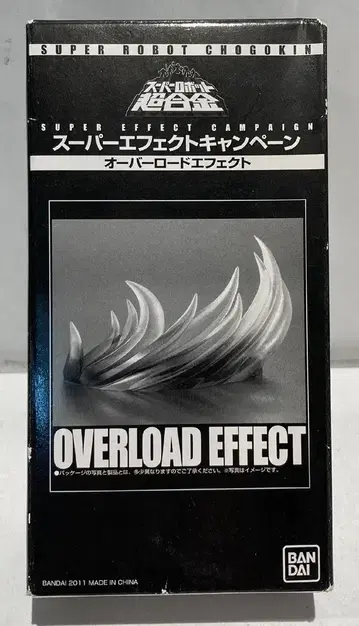 SUPER ROBOT CHOGOKIN
スーパーロボット
超合金
SUPER EFFECT CAMPAIGN
スーパーエフェクトキャンペーン
オーバーロードエフェクト
OVERLOAD EFFECT
●パッケージの写真と製品とは、多少異なりますのでご了承ください。※写真はイメージです。
BAN
DAI
BANDAI 2011 MADE IN CHINA